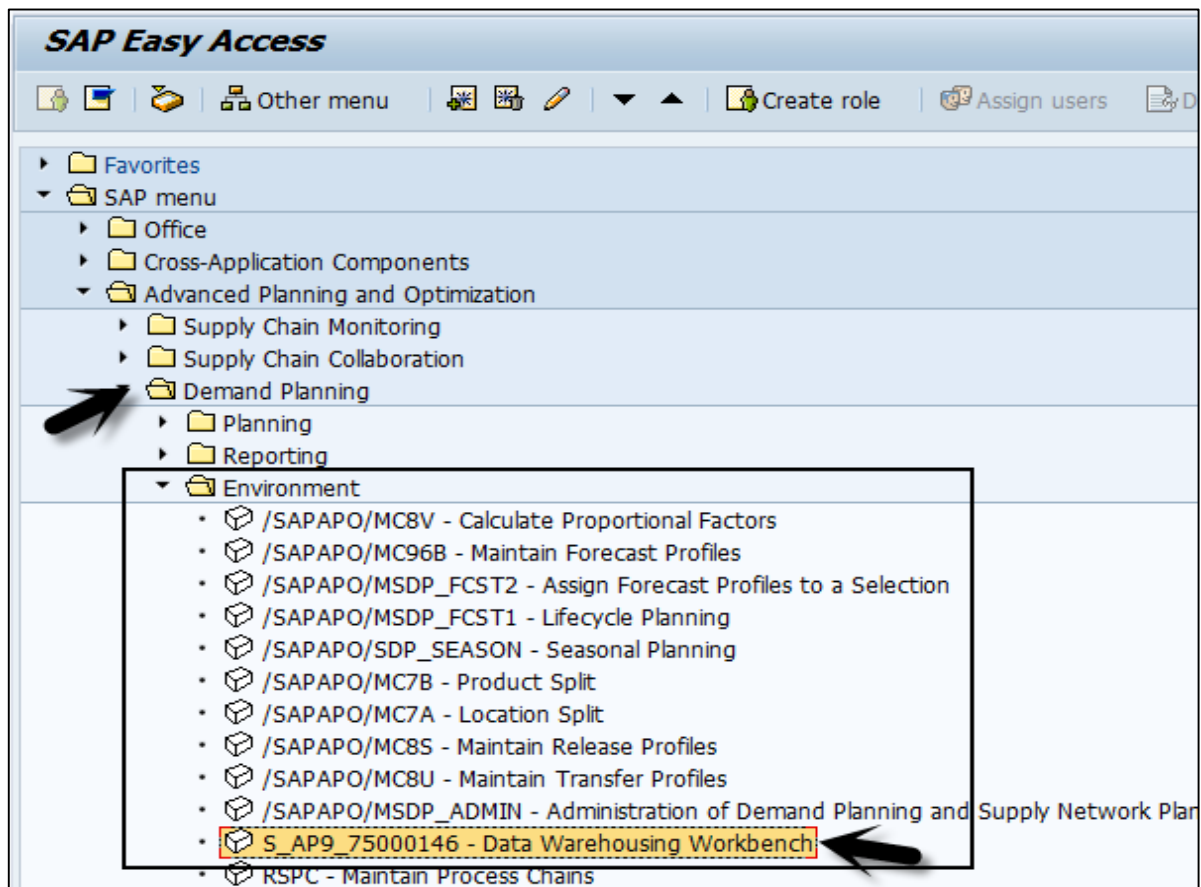 SAP Easy Access
Other menu Create role Assign users D
Favorites
SAP menu
Office
Cross-Application Components
Advanced Planning and Optimization
Supply Chain Monitoring
Supply Chain Collaboration
Demand Planning
Planning
Reporting
Environment
/SAPAPO/MC8V - Calculate Proportional Factors
/SAPAPO/MC96B - Maintain Forecast Profiles
/SAPAPO/MSDP_FCST2 - Assign Forecast Profiles to a Selection
/SAPAPO/MSDP_FCST1 - Lifecycle Planning
/SAPAPO/SDP_SEASON - Seasonal Planning
/SAPAPO/MC7B - Product Split
/SAPAPO/MC7A - Location Split
/SAPAPO/MC8S - Maintain Release Profiles
/SAPAPO/MC8U - Maintain Transfer Profiles
/SAPAPO/MSDP_ADMIN - Administration of Demand Planning and Supply Network Plan
S_AP9_75000146 - Data Warehousing Workbench
RSPC - Maintain Process Chains